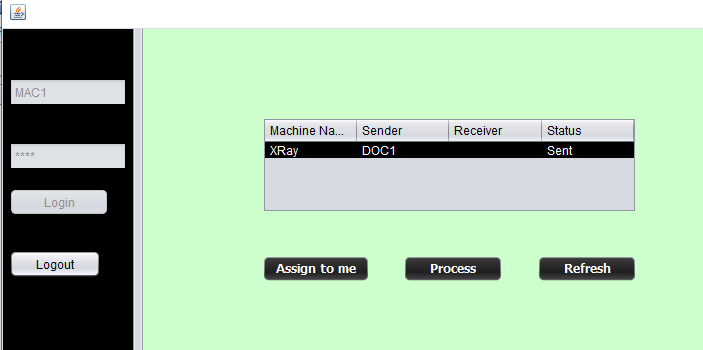 MAC1
****
Login
Logout
Machine Na... Sender Receiver Status
XRay DOC1 Sent
Assign to me Process Refresh